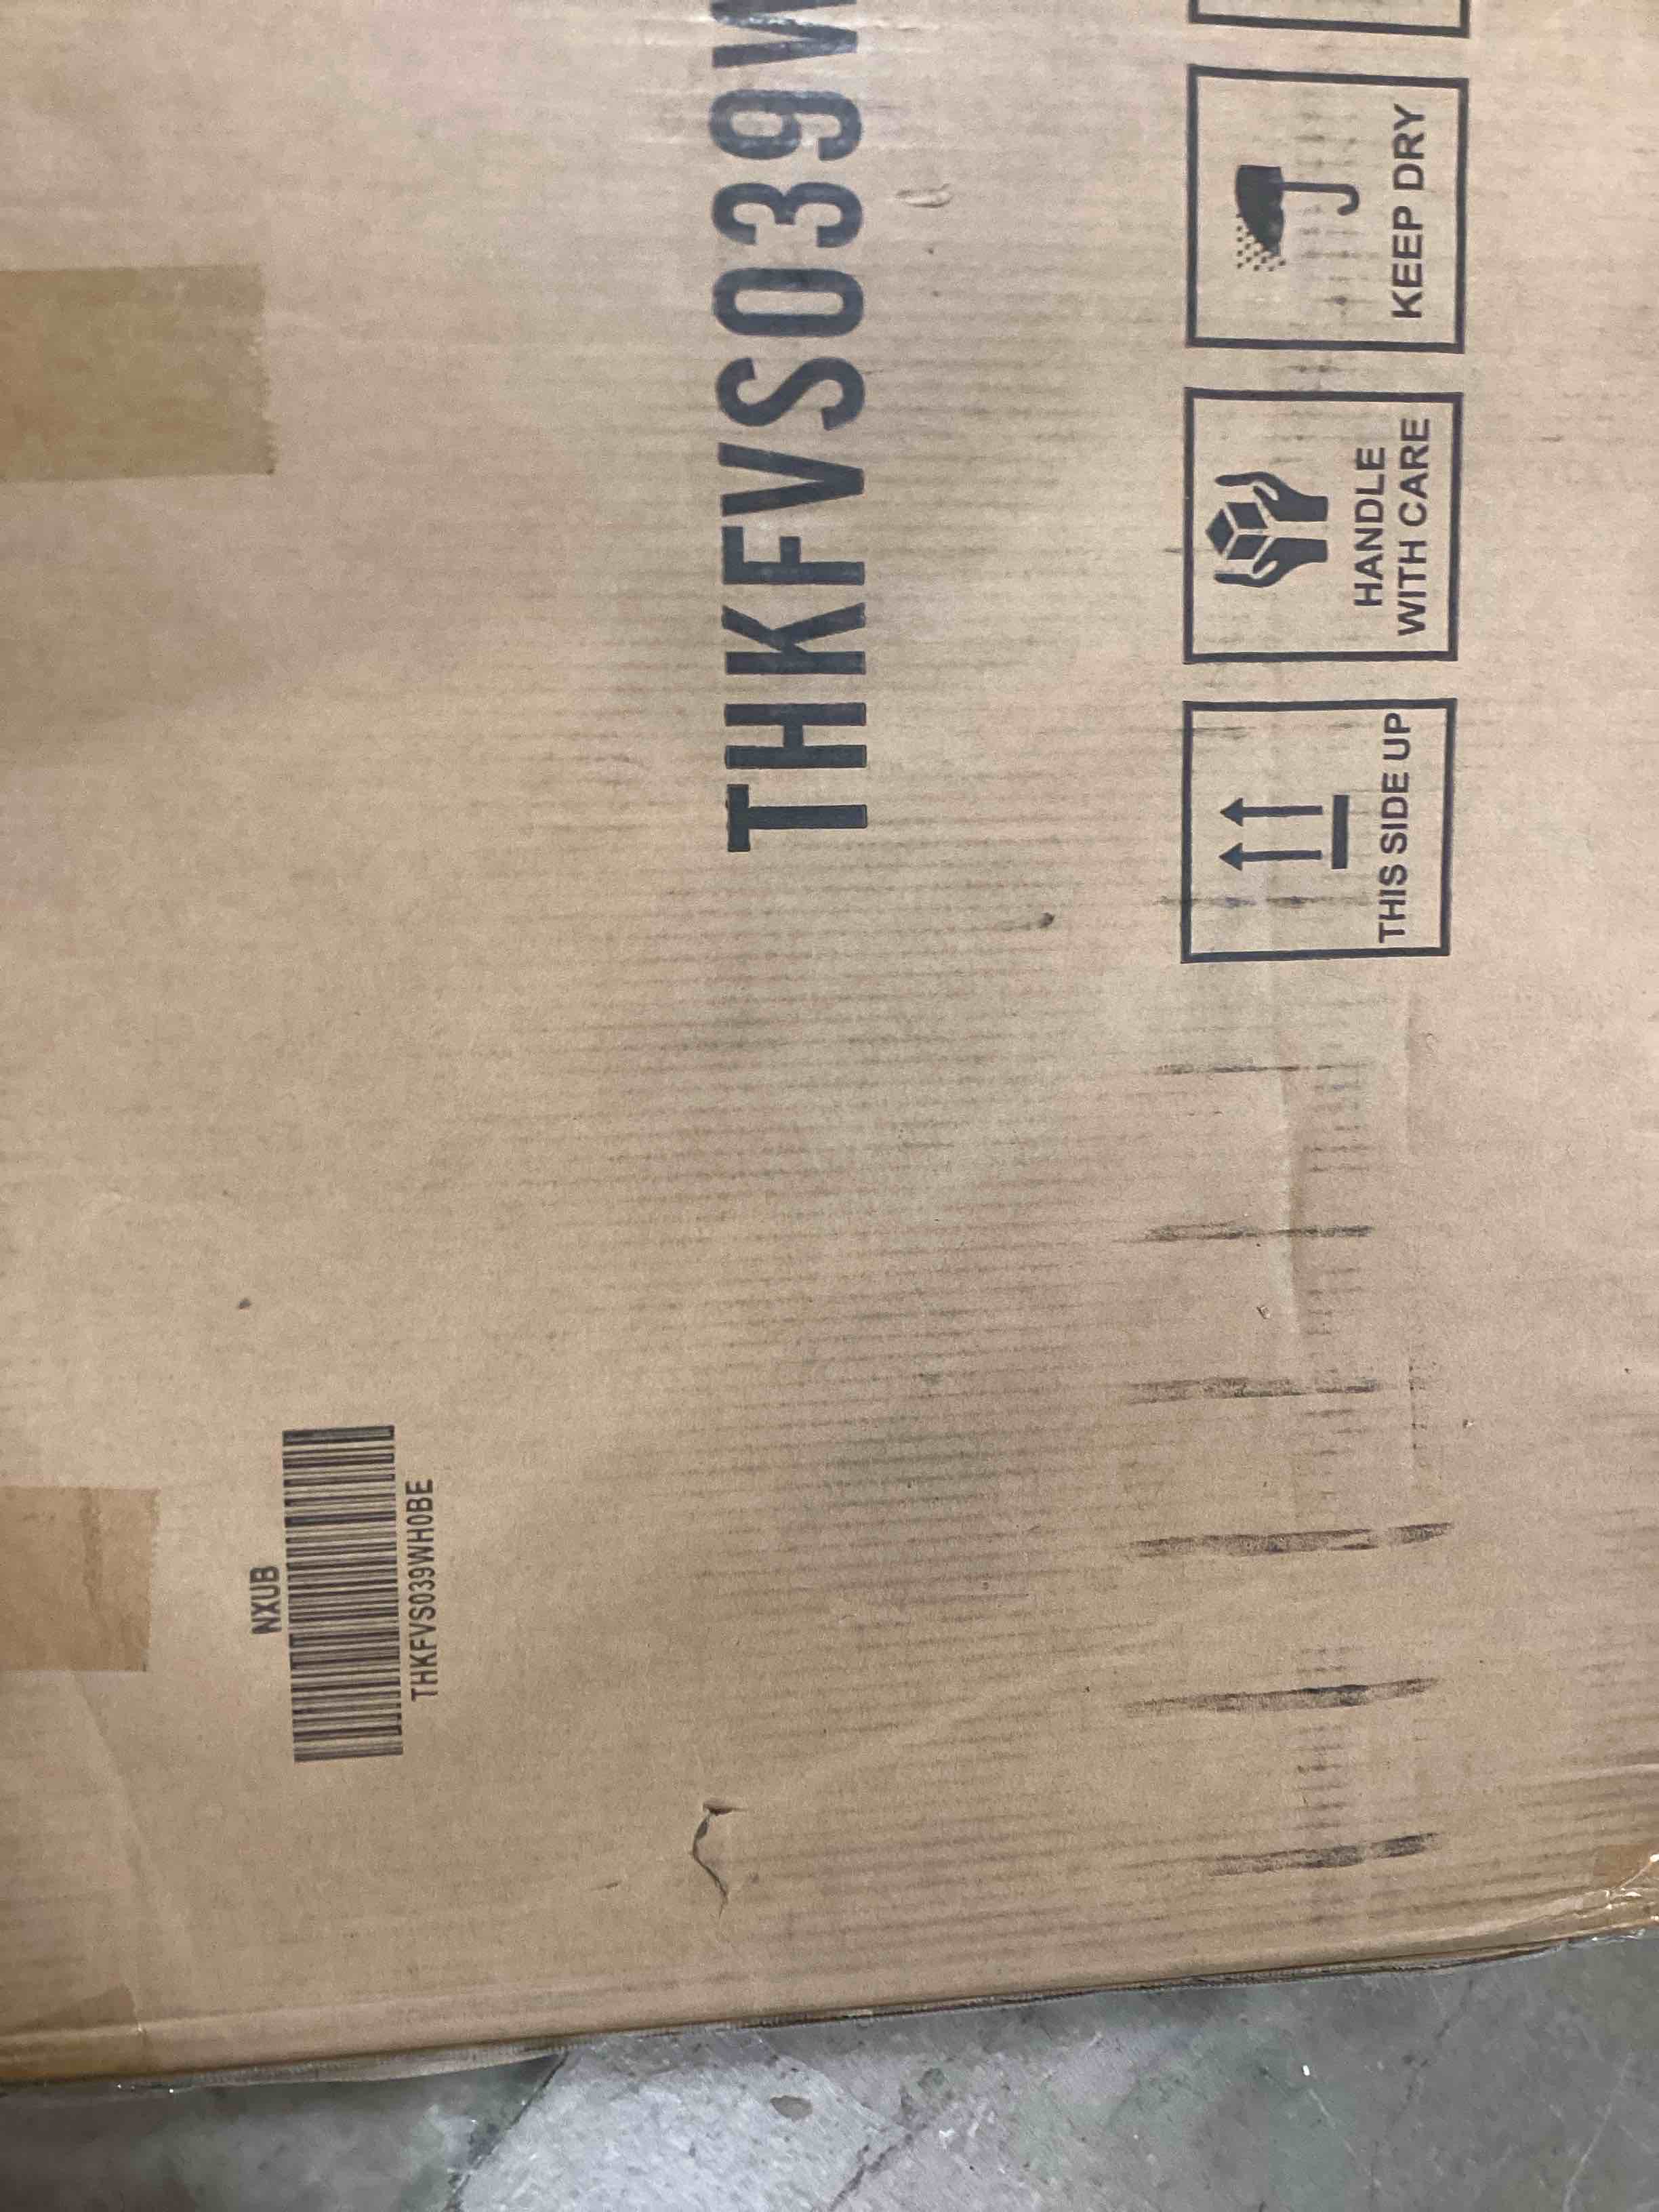 NXUB
THKFVS039WH0BE
THKFVS039W
THIS SIDE UP
HANDLE
WITH CARE
KEEP DRY